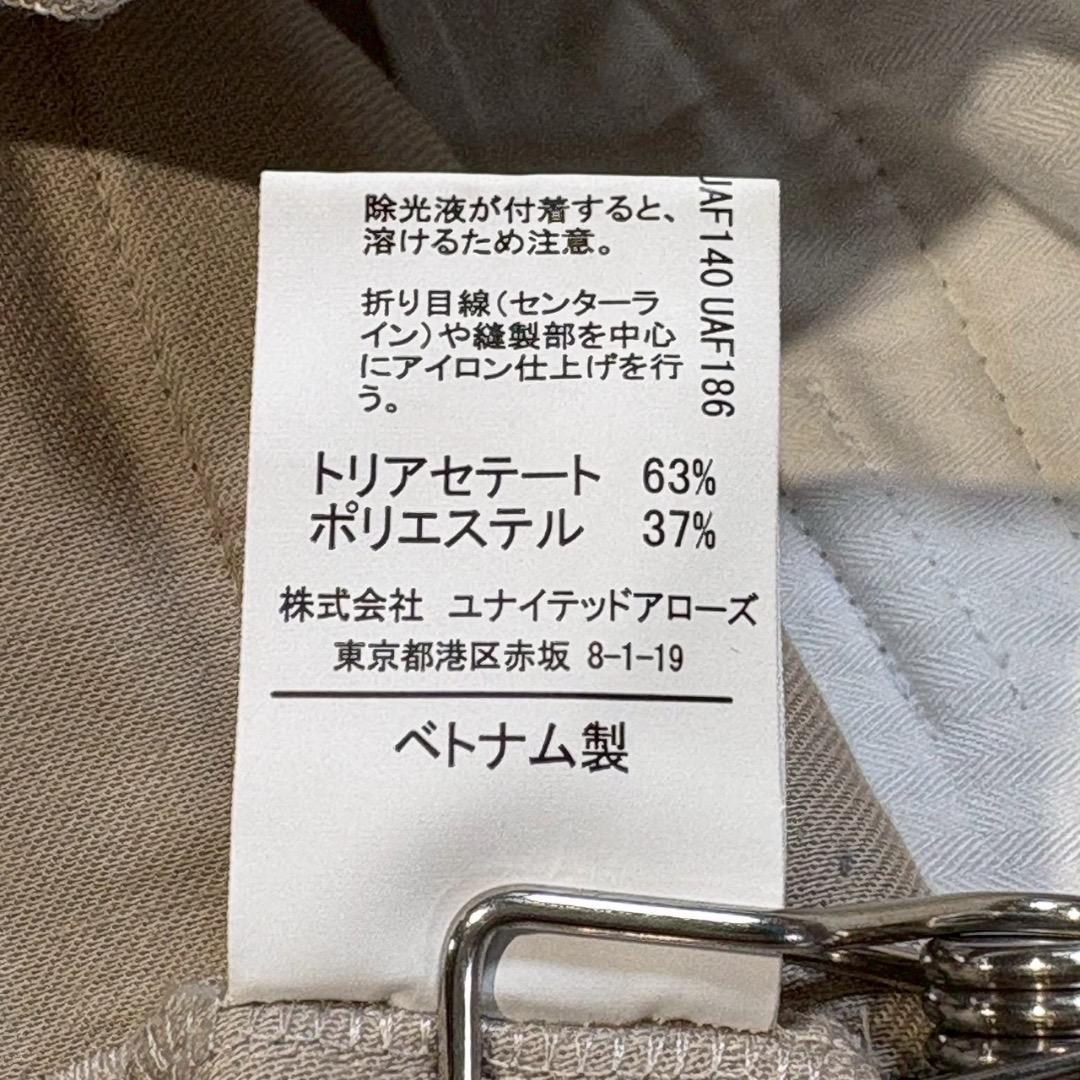 除光液が付着すると、
溶けるため注意。
折り目線(センターラ
イン)や縫製部を中心
にアイロン仕上げを行
う。
UAF140 UAF186
トリアセテート 63%
ポリエステル 37%
株式会社 ユナイテッドアローズ
東京都港区赤坂 8-1-19
ベトナム製